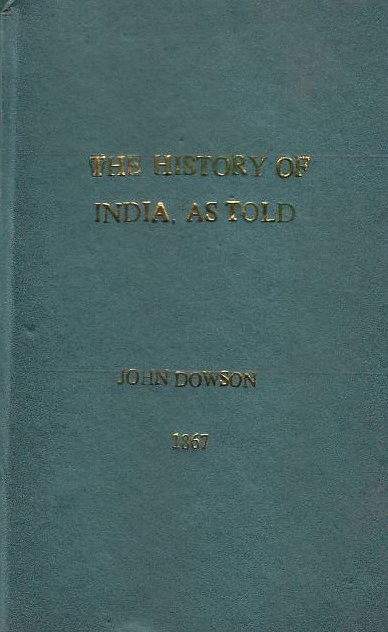 THE HISTORY OF
INDIA, AS TOLD
JOHN DOWSON
1867